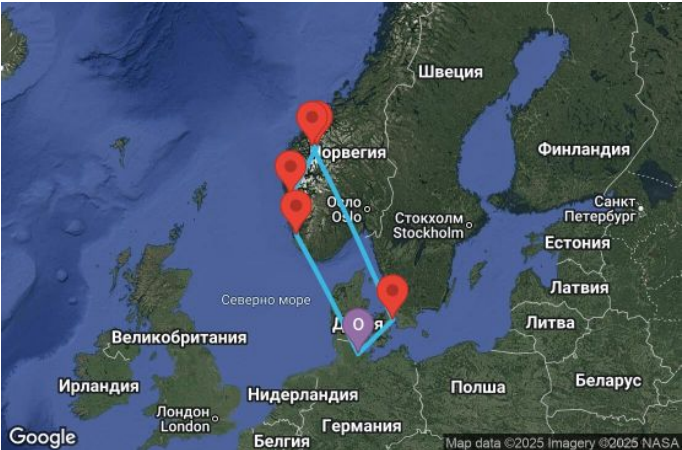 Швеция
Норвегия
Финландия
Осло
Oslo
Санкт
Петербург
Стокхолм
Stockholm
Естония
Латвия
Северно море
O
Литва
Великобритания
Ирландия
Нидерландия
Полша
Беларус
Лондон
London
Германия
Белгия
Google
Map data ©2025 Imagery ©2025 NASA